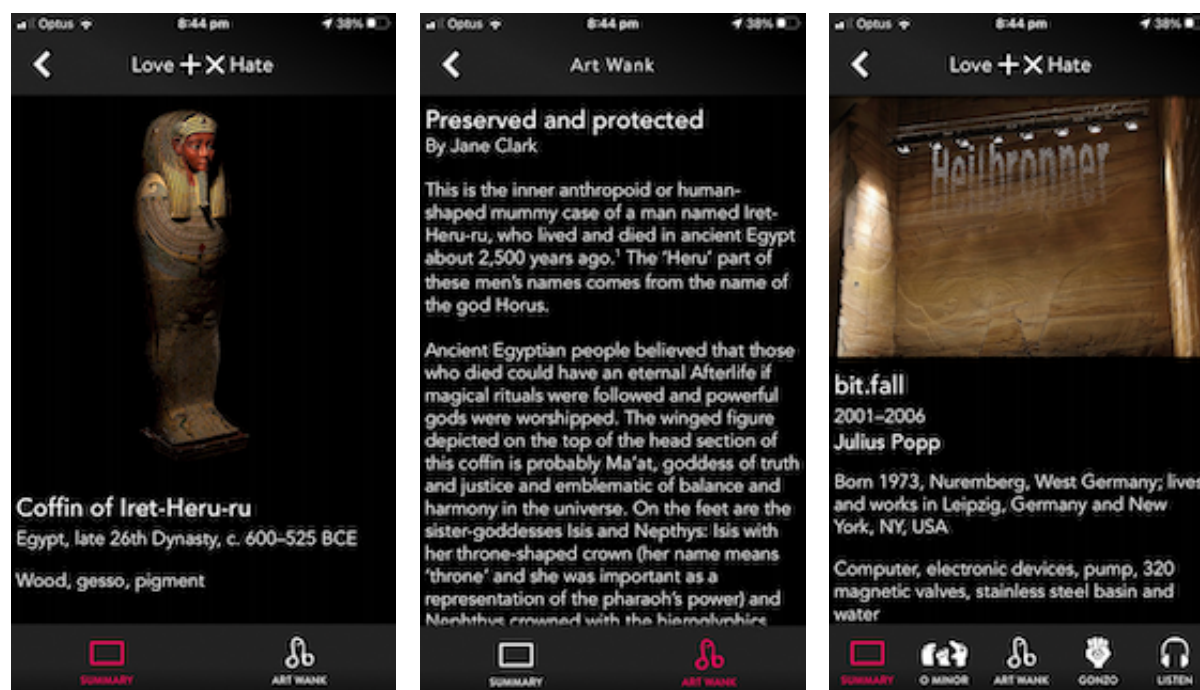 Optus
8:44 pm
38%
Love +× Hate
Coffin of Iret-Heru-ru
Egypt, late 26th Dynasty, c. 600–525 BCE
Wood, gesso, pigment
SUMMARY
ART WANK
Optus
8:44 pm
38%
Art Wank
Preserved and protected
By Jane Clark
This is the inner anthropoid or human-
shaped mummy case of a man named Iret-
Heru-ru, who lived and died in ancient Egypt
about 2,500 years ago.¹ The ‘Heru’ part of
these men’s names comes from the name of
the god Horus.
Ancient Egyptian people believed that those
who died could have an eternal Afterlife if
magical rituals were followed and powerful
gods were worshipped. The winged figure
depicted on the top of the head section of
this coffin is probably Ma’at, goddess of truth
and justice and emblematic of balance and
harmony in the universe. On the feet are the
sister-goddesses Isis and Nepthys: Isis with
her throne-shaped crown (her name means
‘throne’ and she was important as a
representation of the pharaoh’s power) and
Nephthys crowned with the hieroglyphics
SUMMARY
ART WANK
Optus
8:44 pm
38%
Love +× Hate
Heilbronner
bit.fall
2001–2006
Julius Popp
Born 1973, Nuremberg, West Germany; lives
and works in Leipzig, Germany and New
York, NY, USA
Computer, electronic devices, pump, 320
magnetic valves, stainless steel basin and
water
SUMMARY
O MINOR
ART WANK
GONZO
LISTEN